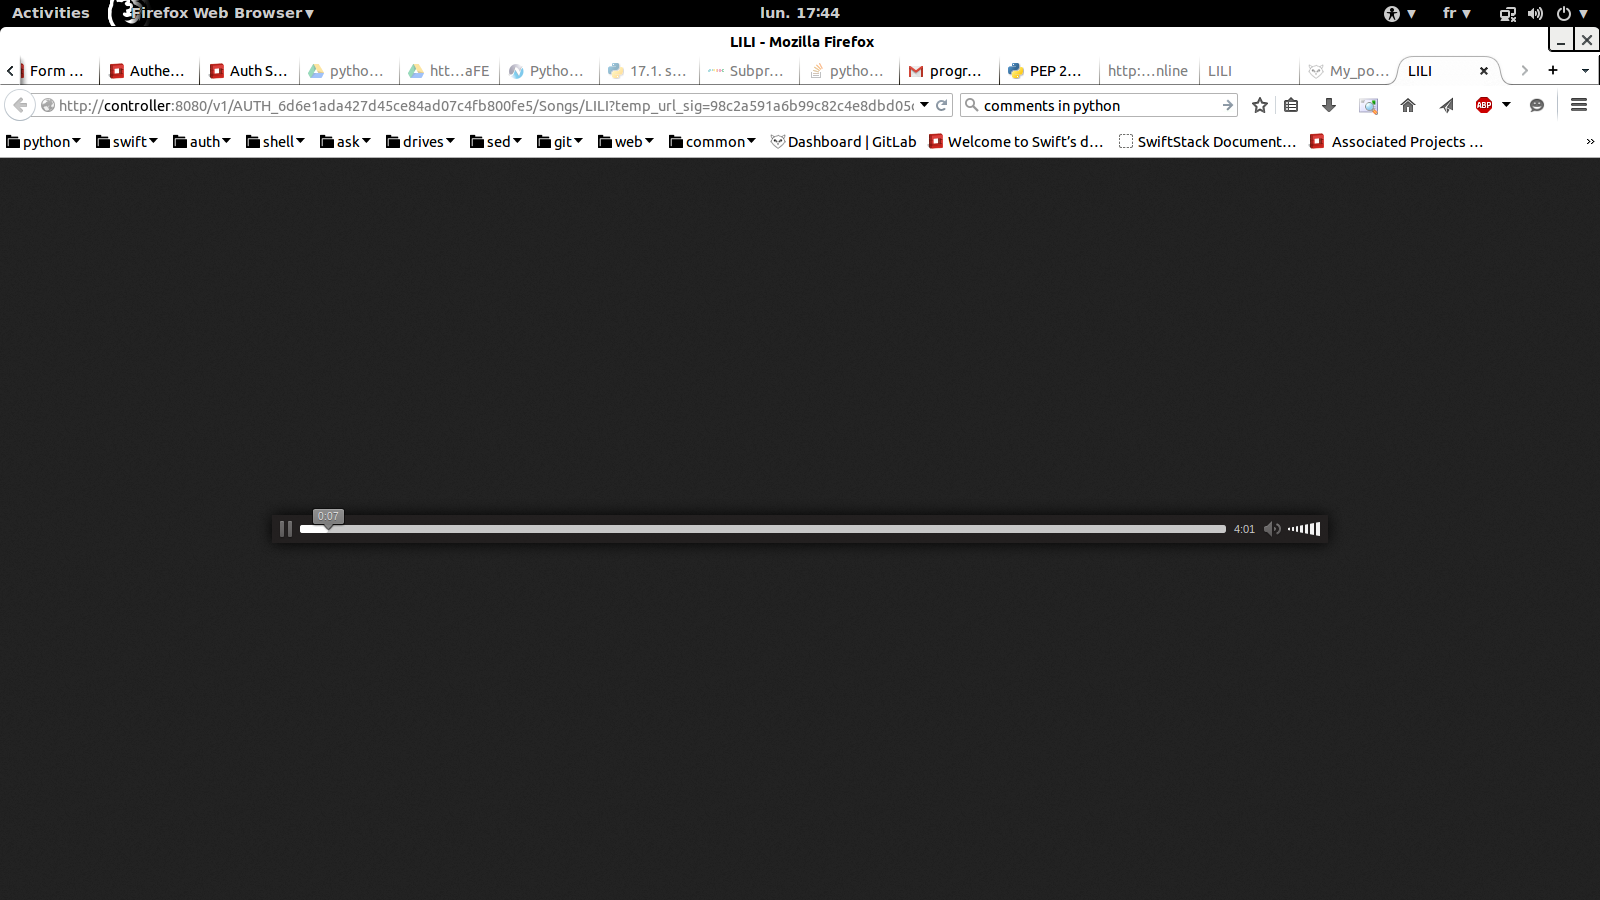 Activities Firefox Web Browser ▾ lun. 17:44 fr ▾
LILI - Mozilla Firefox
Form ... Authe... Auth S... pytho... htt...aFE Pytho... 17.1. s... Subpr... pytho... progr... PEP 2... http:...nline LILI My_po... LILI
http://controller:8080/v1/AUTH_6d6e1ada427d45ce84ad07c4fb800fe5/Songs/LILI?temp_url_sig=98c2a591a6b99c82c4e8dbd05c comments in python ABP
python swift auth shell ask drives sed git web common Dashboard | GitLab Welcome to Swift’s d... SwiftStack Document... Associated Projects ... »
0:07
4:01